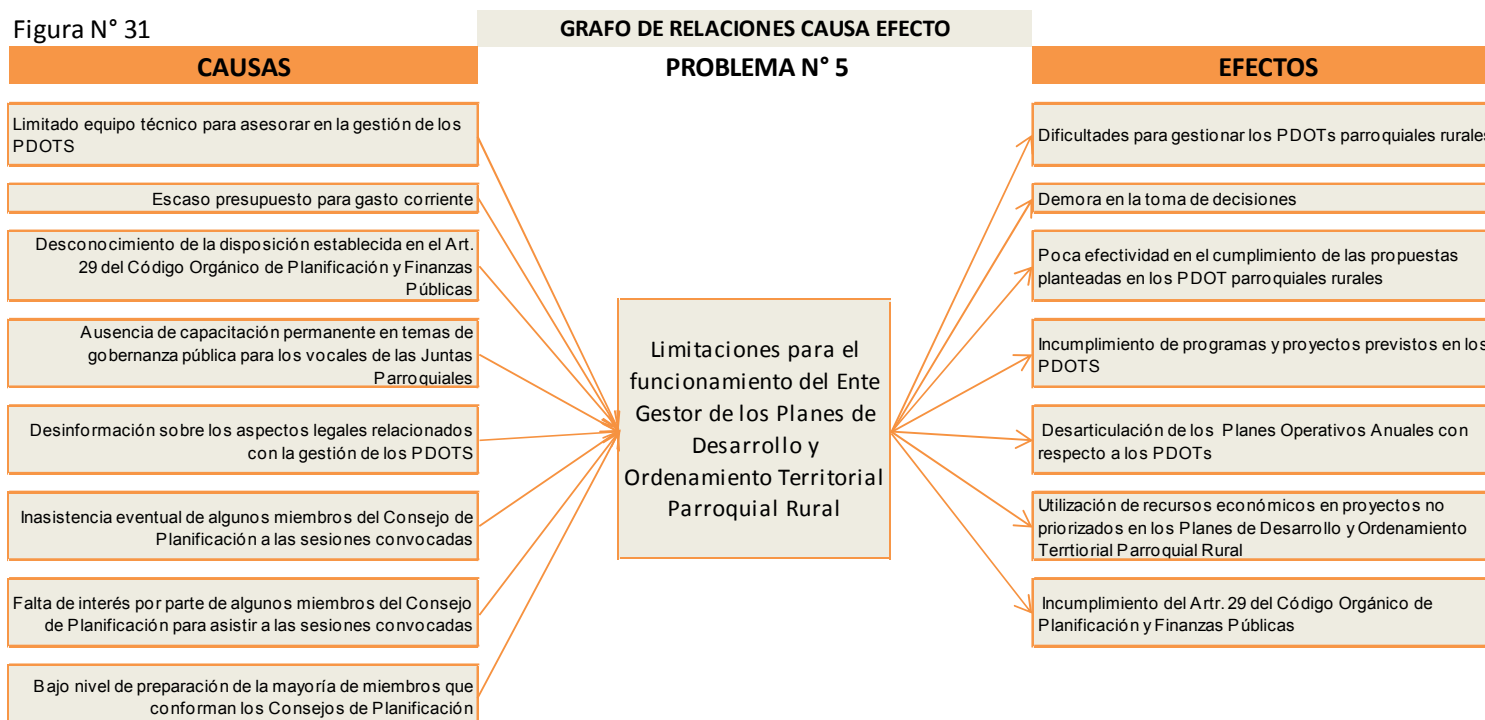 Figura N° 31
GRAFO DE RELACIONES CAUSA EFECTO
CAUSAS
PROBLEMA N° 5
EFECTOS
Limitado equipo técnico para asesorar en la gestión de los
PDOTS
Escaso presupuesto para gasto corriente
Desconocimiento de la disposición establecida en el Art.
29 del Código Orgánico de Planificación y Finanzas
Públicas
Ausencia de capacitación permanente en temas de
gobernanza pública para los vocales de las Juntas
Parroquiales
Desinformación sobre los aspectos legales relacionados
con la gestión de los PDOTS
Inasistencia eventual de algunos miembros del Consejo de
Planificación a las sesiones convocadas
Falta de interés por parte de algunos miembros del Consejo
de Planificación para asistir a las sesiones convocadas
Bajo nivel de preparación de la mayoría de miembros que
conforman los Consejos de Planificación
Limitaciones para el
funcionamiento del Ente
Gestor de los Planes de
Desarrollo y
Ordenamiento Territorial
Parroquial Rural
Dificultades para gestionar los PDOTs parroquiales rurales
Demora en la toma de decisiones
Poca efectividad en el cumplimiento de las propuestas
planteadas en los PDOT parroquiales rurales
Incumplimiento de programas y proyectos previstos en los
PDOTS
Desarticulación de los Planes Operativos Anuales con
respecto a los PDOTs
Utilización de recursos económicos en proyectos no
priorizados en los Planes de Desarrollo y Ordenamiento
Terrtiorial Parroquial Rural
Incumplimiento del Artr. 29 del Código Orgánico de
Planificación y Finanzas Públicas